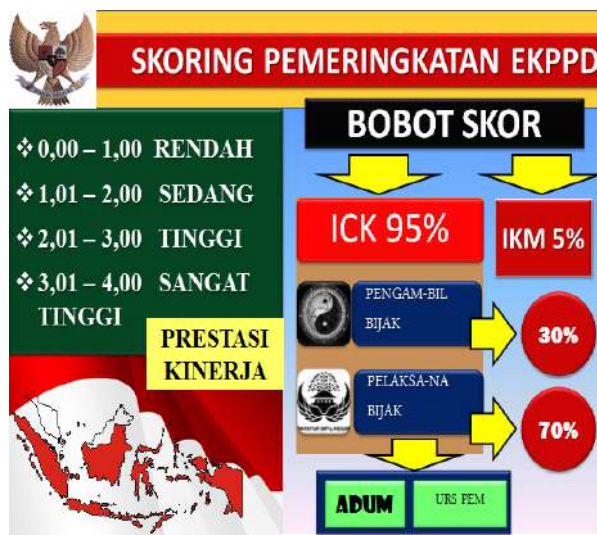 SKORING PEMERINGKATAN EKPPD
❖ 0,00 – 1,00 RENDAH
❖ 1,01 – 2,00 SEDANG
❖ 2,01 – 3,00 TINGGI
❖ 3,01 – 4,00 SANGAT
TINGGI
PRESTASI
KINERJA
BOBOT SKOR
ICK 95%
IKM 5%
PENGAM-BIL
BIJAK
30%
PELAKSA-NA
BIJAK
70%
ADUM
URS PEM